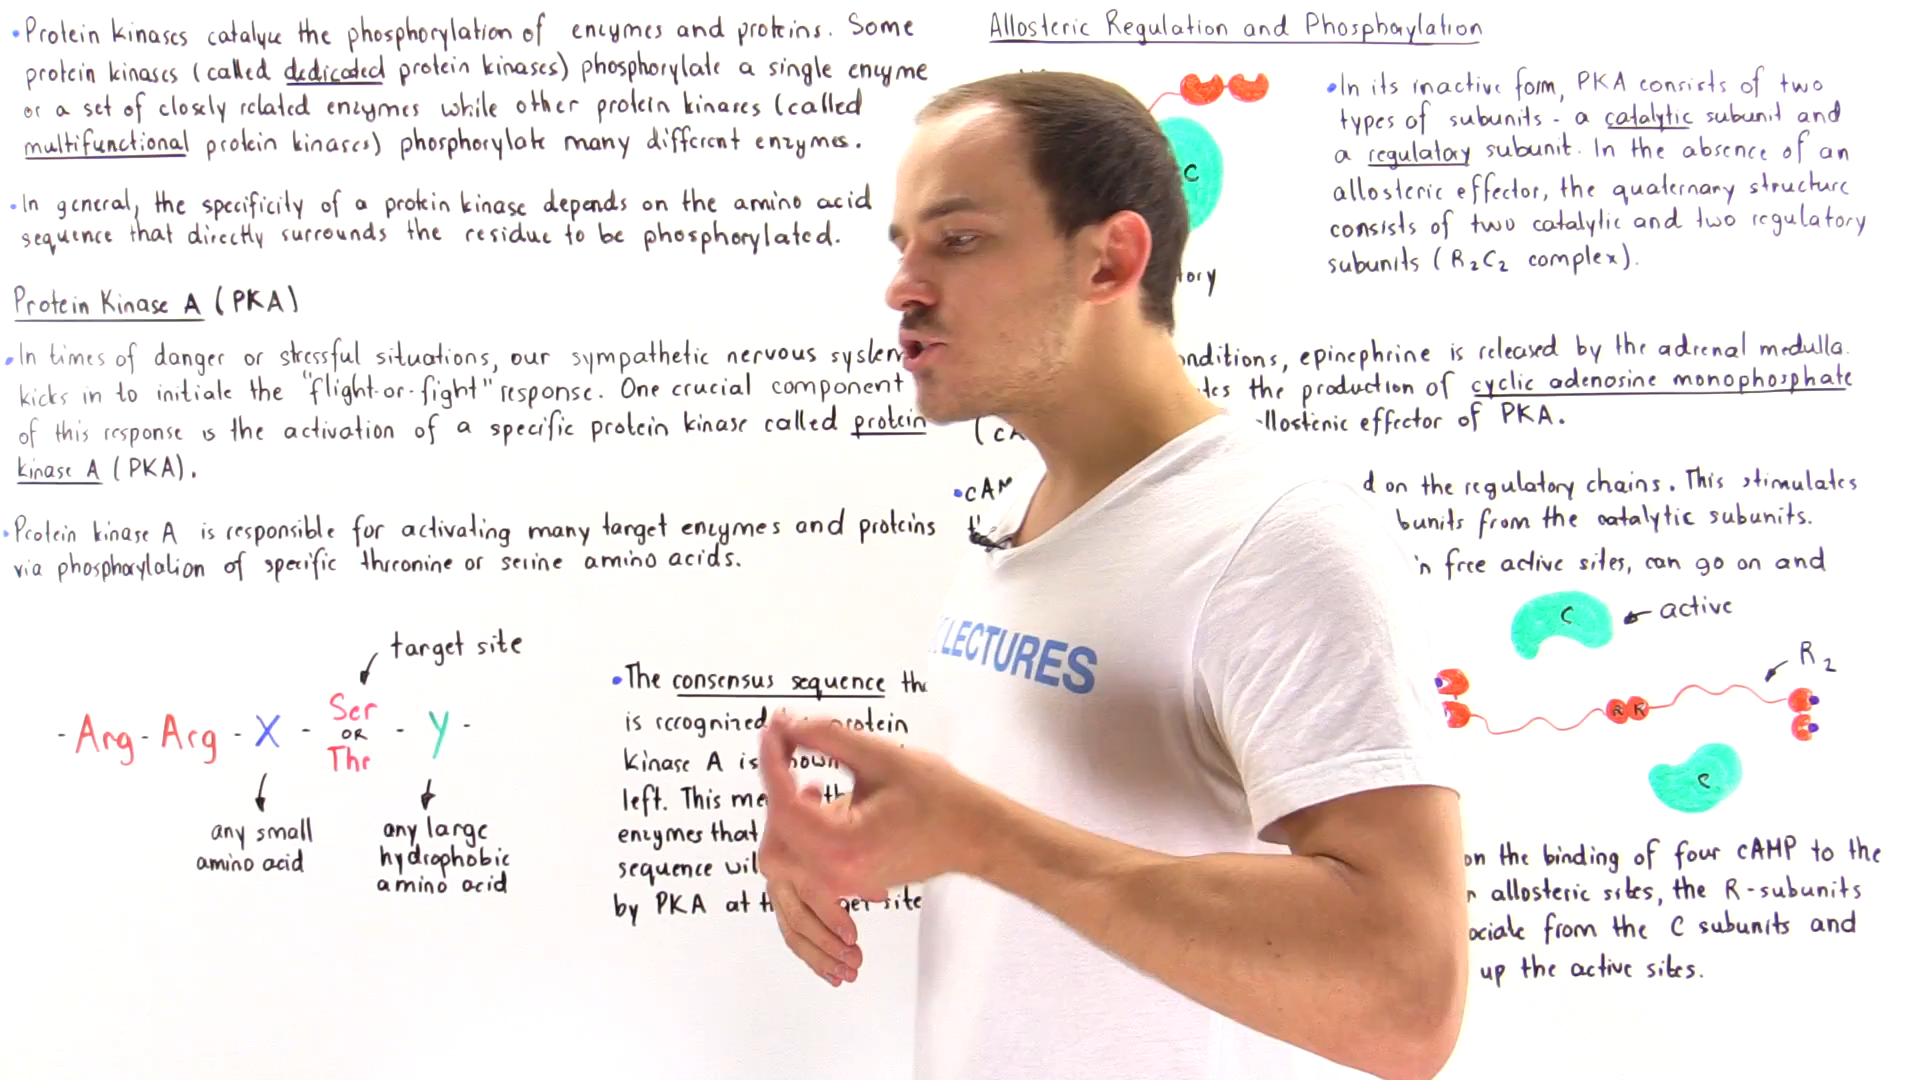 •Protein kinases catalyze the phosphorylation of enzymes and proteins. Some
protein kinases (called dedicated protein kinases) phosphorylate a single enzyme
or a set of closely related enzymes while other protein kinases (called
multifunctional protein kinases) phosphorylate many different enzymes.
•In general, the specificity of a protein kinase depends on the amino acid
sequence that directly surrounds the residue to be phosphorylated.
Protein Kinase A (PKA)
•In times of danger or stressful situations, our sympathetic nervous system
kicks in to initiate the "flight-or-fight" response. One crucial component
of this response is the activation of a specific protein kinase called protein
kinase A (PKA).
•Protein kinase A is responsible for activating many target enzymes and proteins
via phosphorylation of specific threonine or serine amino acids.
target site
- Arg - Arg - X - Ser OR Thr - Y -
any small
amino acid
any large
hydrophobic
amino acid
•The consensus sequence
is recognized protein
kinase A is
left. This
enzymes that
sequence
by PKA at site
Allosteric Regulation and Phosphorylation
C
•In its inactive form, PKA consists of two
types of subunits - a catalytic subunit and
a regulatory subunit. In the absence of an
allosteric effector, the quaternary structure
consists of two catalytic and two regulatory
subunits (R2C2 complex).
nditions, epinephrine is released by the adrenal medulla.
the production of cyclic adenosine monophosphate
(cA llosteric effector of PKA.
•cAM d on the regulatory chains. This stimulates
bunits from the catalytic subunits.
free active sites, can go on and
C
active
R2
R R
C
on the binding of four cAMP to the
allosteric sites, the R-subunits
ociate from the C subunits and
up the active sites.
LECTURES